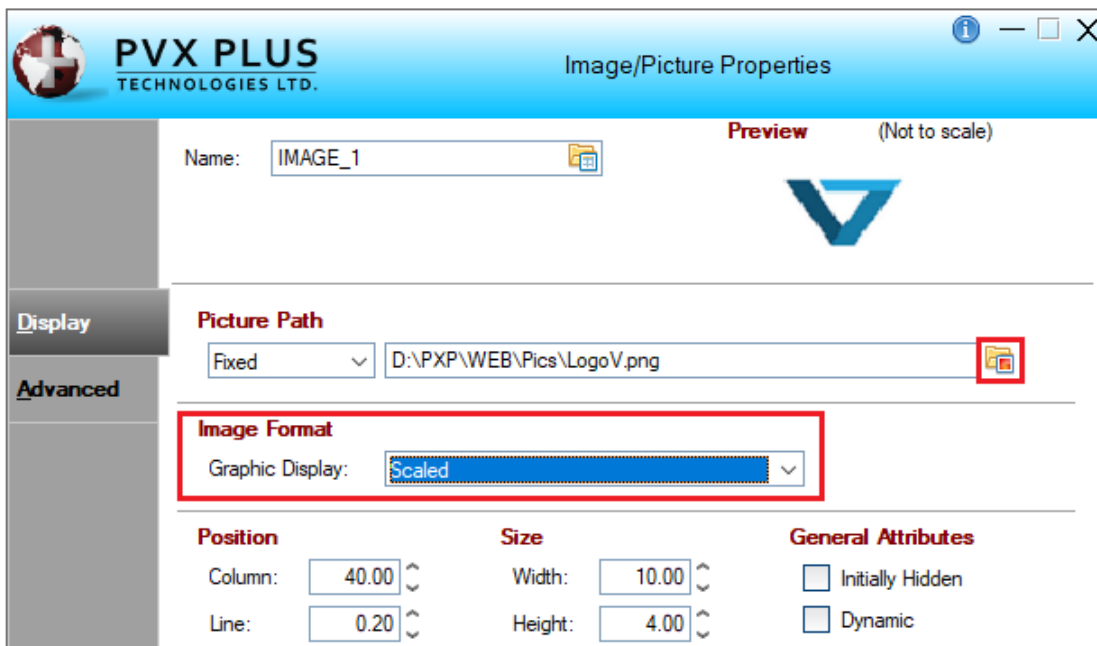 PVX PLUS
TECHNOLOGIES LTD.
Image/Picture Properties
Preview (Not to scale)
Name: IMAGE_1
Display
Picture Path
Fixed D:\PXP\WEB\Pics\LogoV.png
Advanced
Image Format
Graphic Display: Scaled
Position Size General Attributes
Column: 40.00 Width: 10.00 Initially Hidden
Line: 0.20 Height: 4.00 Dynamic